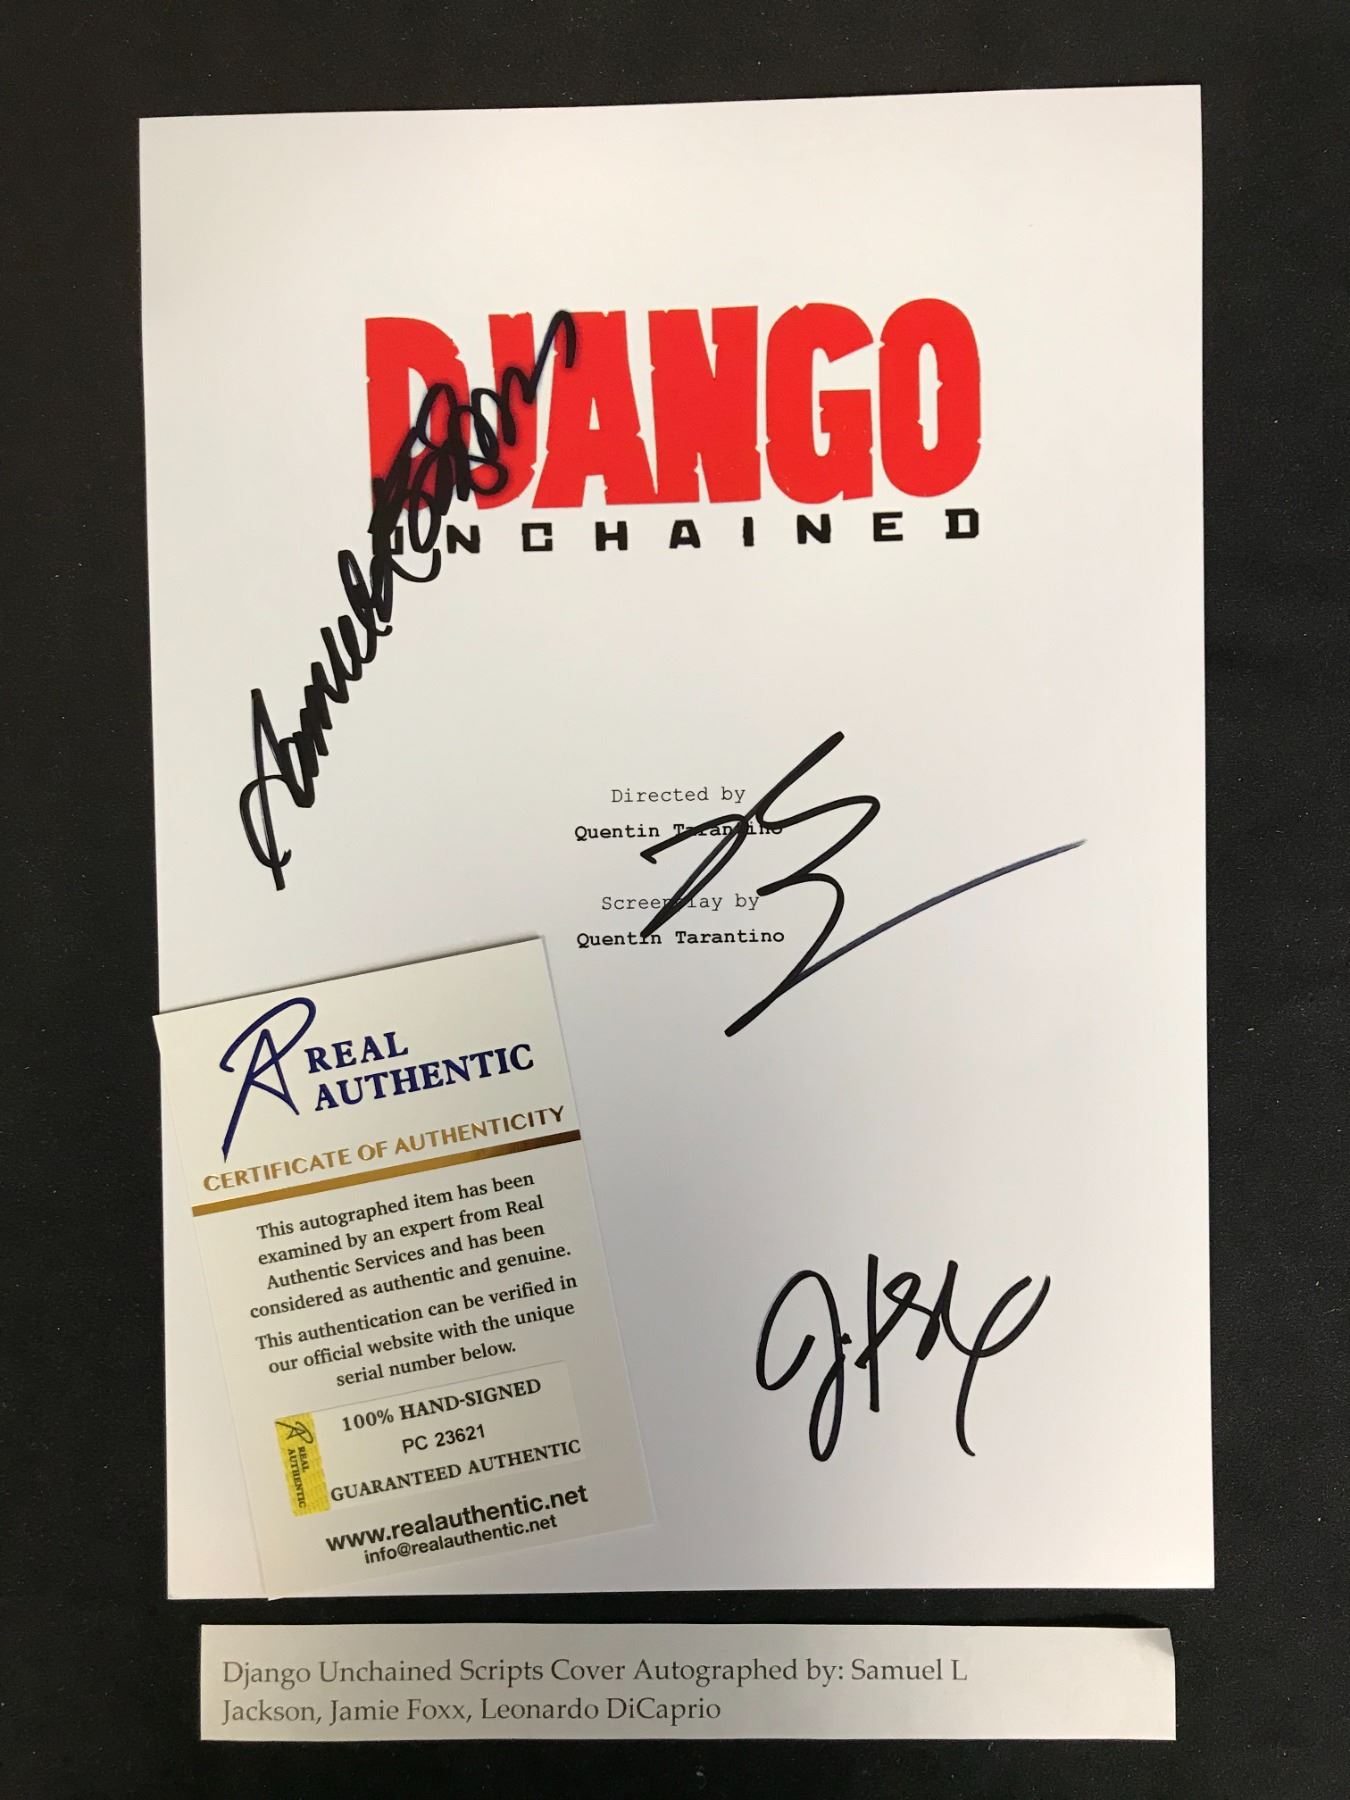 DJANGO
UNCHAINED
Samuel L Jackson
Directed by
Quentin Tarantino
Screenplay by
Quentin Tarantino
REAL
AUTHENTIC
CERTIFICATE OF AUTHENTICITY
This autographed item has been
examined by an expert from Real
Authentic Services and has been
considered as authentic and genuine.
This authentication can be verified in
our official website with the unique
serial number below.
REAL
AUTHENTIC
100% HAND-SIGNED
PC 23621
GUARANTEED AUTHENTIC
www.realauthentic.net
info@realauthentic.net
Django Unchained Scripts Cover Autographed by: Samuel L
Jackson, Jamie Foxx, Leonardo DiCaprio